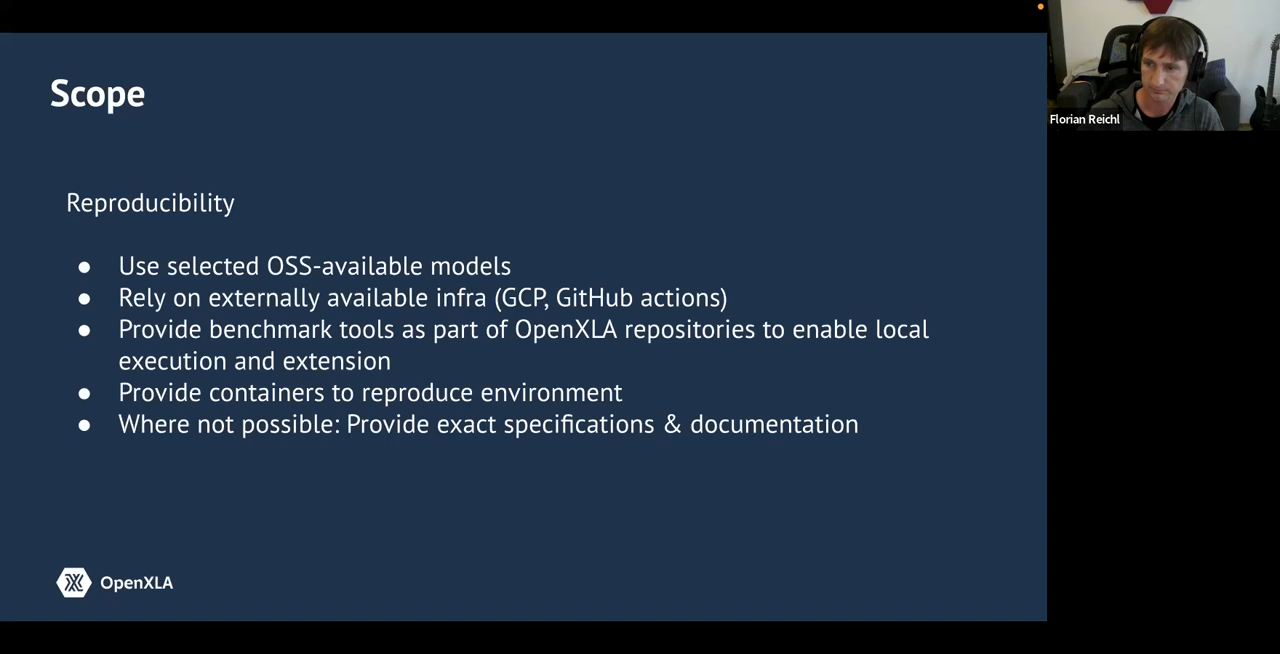 Scope
Florian Reichl
Reproducibility
● Use selected OSS-available models
● Rely on externally available infra (GCP, GitHub actions)
● Provide benchmark tools as part of OpenXLA repositories to enable local
execution and extension
● Provide containers to reproduce environment
● Where not possible: Provide exact specifications & documentation
OpenXLA